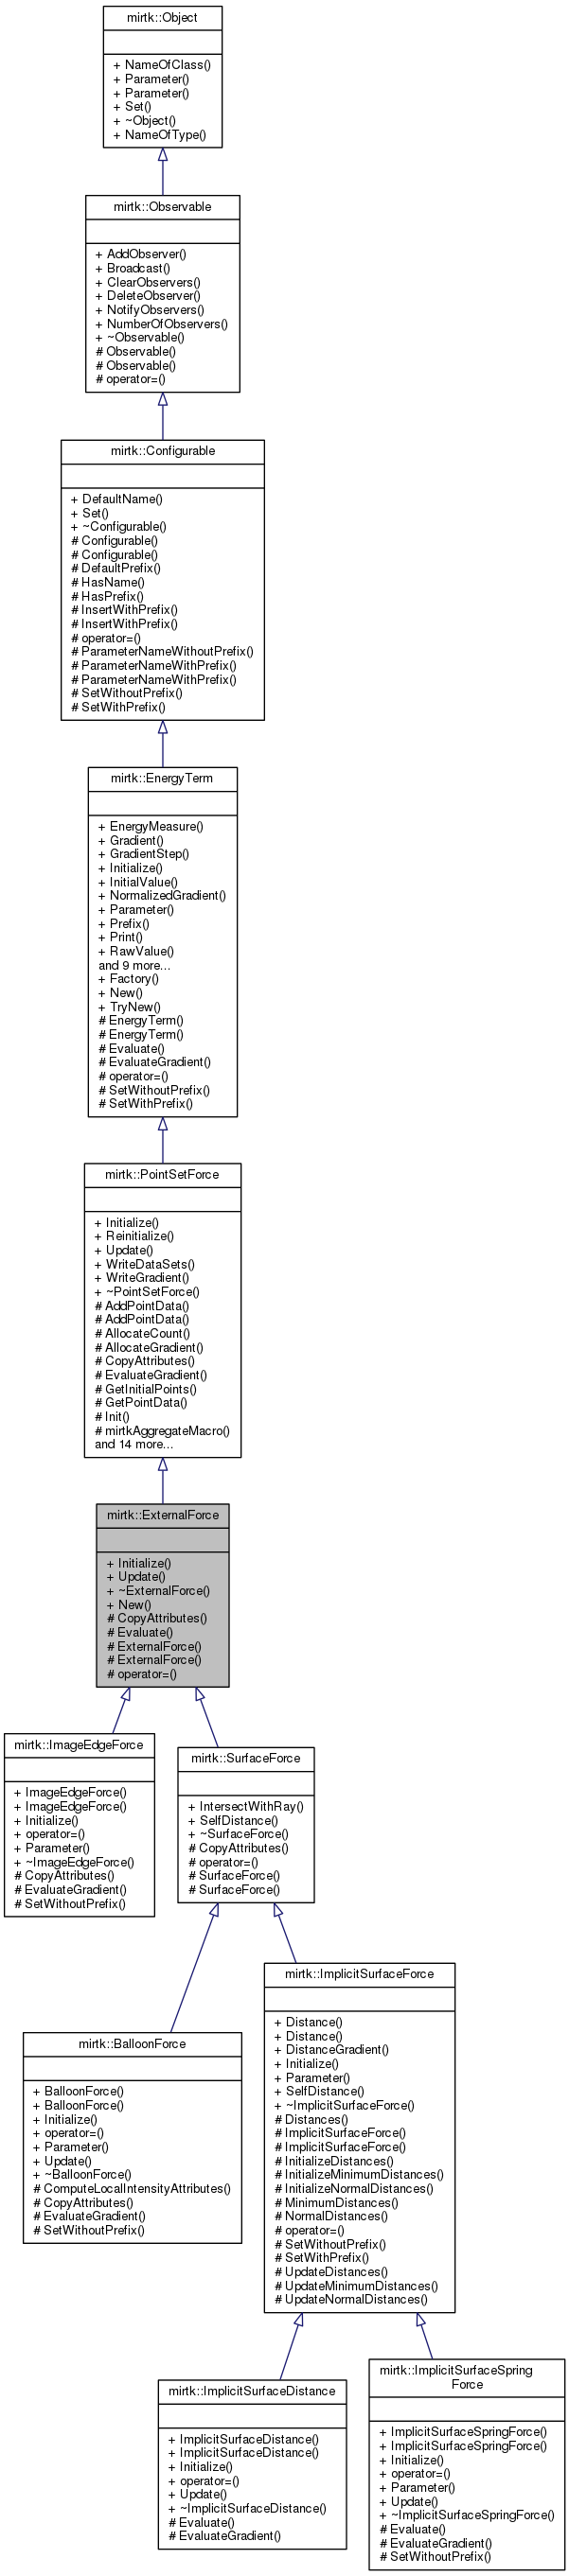 mirtk::Object
+ NameOfClass()
+ Parameter()
+ Parameter()
+ Set()
+ ~Object()
+ NameOfType()
mirtk::Observable
+ AddObserver()
+ Broadcast()
+ ClearObservers()
+ DeleteObserver()
+ NotifyObservers()
+ NumberOfObservers()
+ ~Observable()
# Observable()
# Observable()
# operator=()
mirtk::Configurable
+ DefaultName()
+ Set()
+ ~Configurable()
# Configurable()
# Configurable()
# DefaultPrefix()
# HasName()
# HasPrefix()
# InsertWithPrefix()
# InsertWithPrefix()
# operator=()
# ParameterNameWithoutPrefix()
# ParameterNameWithPrefix()
# ParameterNameWithPrefix()
# SetWithoutPrefix()
# SetWithPrefix()
mirtk::EnergyTerm
+ EnergyMeasure()
+ Gradient()
+ GradientStep()
+ Initialize()
+ InitialValue()
+ NormalizedGradient()
+ Parameter()
+ Prefix()
+ Print()
+ RawValue()
and 9 more...
+ Factory()
+ New()
+ TryNew()
# EnergyTerm()
# EnergyTerm()
# Evaluate()
# EvaluateGradient()
# operator=()
# SetWithoutPrefix()
# SetWithPrefix()
mirtk::PointSetForce
+ Initialize()
+ Reinitialize()
+ Update()
+ WriteDataSets()
+ WriteGradient()
+ ~PointSetForce()
# AddPointData()
# AddPointData()
# AllocateCount()
# AllocateGradient()
# CopyAttributes()
# EvaluateGradient()
# GetInitialPoints()
# GetPointData()
# Init()
# mirtkAggregateMacro()
and 14 more...
mirtk::ExternalForce
+ Initialize()
+ Update()
+ ~ExternalForce()
+ New()
# CopyAttributes()
# Evaluate()
# ExternalForce()
# ExternalForce()
# operator=()
mirtk::ImageEdgeForce
+ ImageEdgeForce()
+ ImageEdgeForce()
+ Initialize()
+ operator=()
+ Parameter()
+ ~ImageEdgeForce()
# CopyAttributes()
# EvaluateGradient()
# SetWithoutPrefix()
mirtk::SurfaceForce
+ IntersectWithRay()
+ SelfDistance()
+ ~SurfaceForce()
# CopyAttributes()
# operator=()
# SurfaceForce()
# SurfaceForce()
mirtk::BalloonForce
+ BalloonForce()
+ BalloonForce()
+ Initialize()
+ operator=()
+ Parameter()
+ Update()
+ ~BalloonForce()
# ComputeLocalIntensityAttributes()
# CopyAttributes()
# EvaluateGradient()
# SetWithoutPrefix()
mirtk::ImplicitSurfaceForce
+ Distance()
+ Distance()
+ DistanceGradient()
+ Initialize()
+ Parameter()
+ SelfDistance()
+ ~ImplicitSurfaceForce()
# Distances()
# ImplicitSurfaceForce()
# ImplicitSurfaceForce()
# InitializeDistances()
# InitializeMinimumDistances()
# InitializeNormalDistances()
# MinimumDistances()
# NormalDistances()
# operator=()
# SetWithoutPrefix()
# SetWithPrefix()
# UpdateDistances()
# UpdateMinimumDistances()
# UpdateNormalDistances()
mirtk::ImplicitSurfaceDistance
+ ImplicitSurfaceDistance()
+ ImplicitSurfaceDistance()
+ Initialize()
+ operator=()
+ Update()
+ ~ImplicitSurfaceDistance()
# Evaluate()
# EvaluateGradient()
mirtk::ImplicitSurfaceSpring
Force
+ ImplicitSurfaceSpringForce()
+ ImplicitSurfaceSpringForce()
+ Initialize()
+ operator=()
+ Parameter()
+ Update()
+ ~ImplicitSurfaceSpringForce()
# Evaluate()
# EvaluateGradient()
# SetWithoutPrefix()